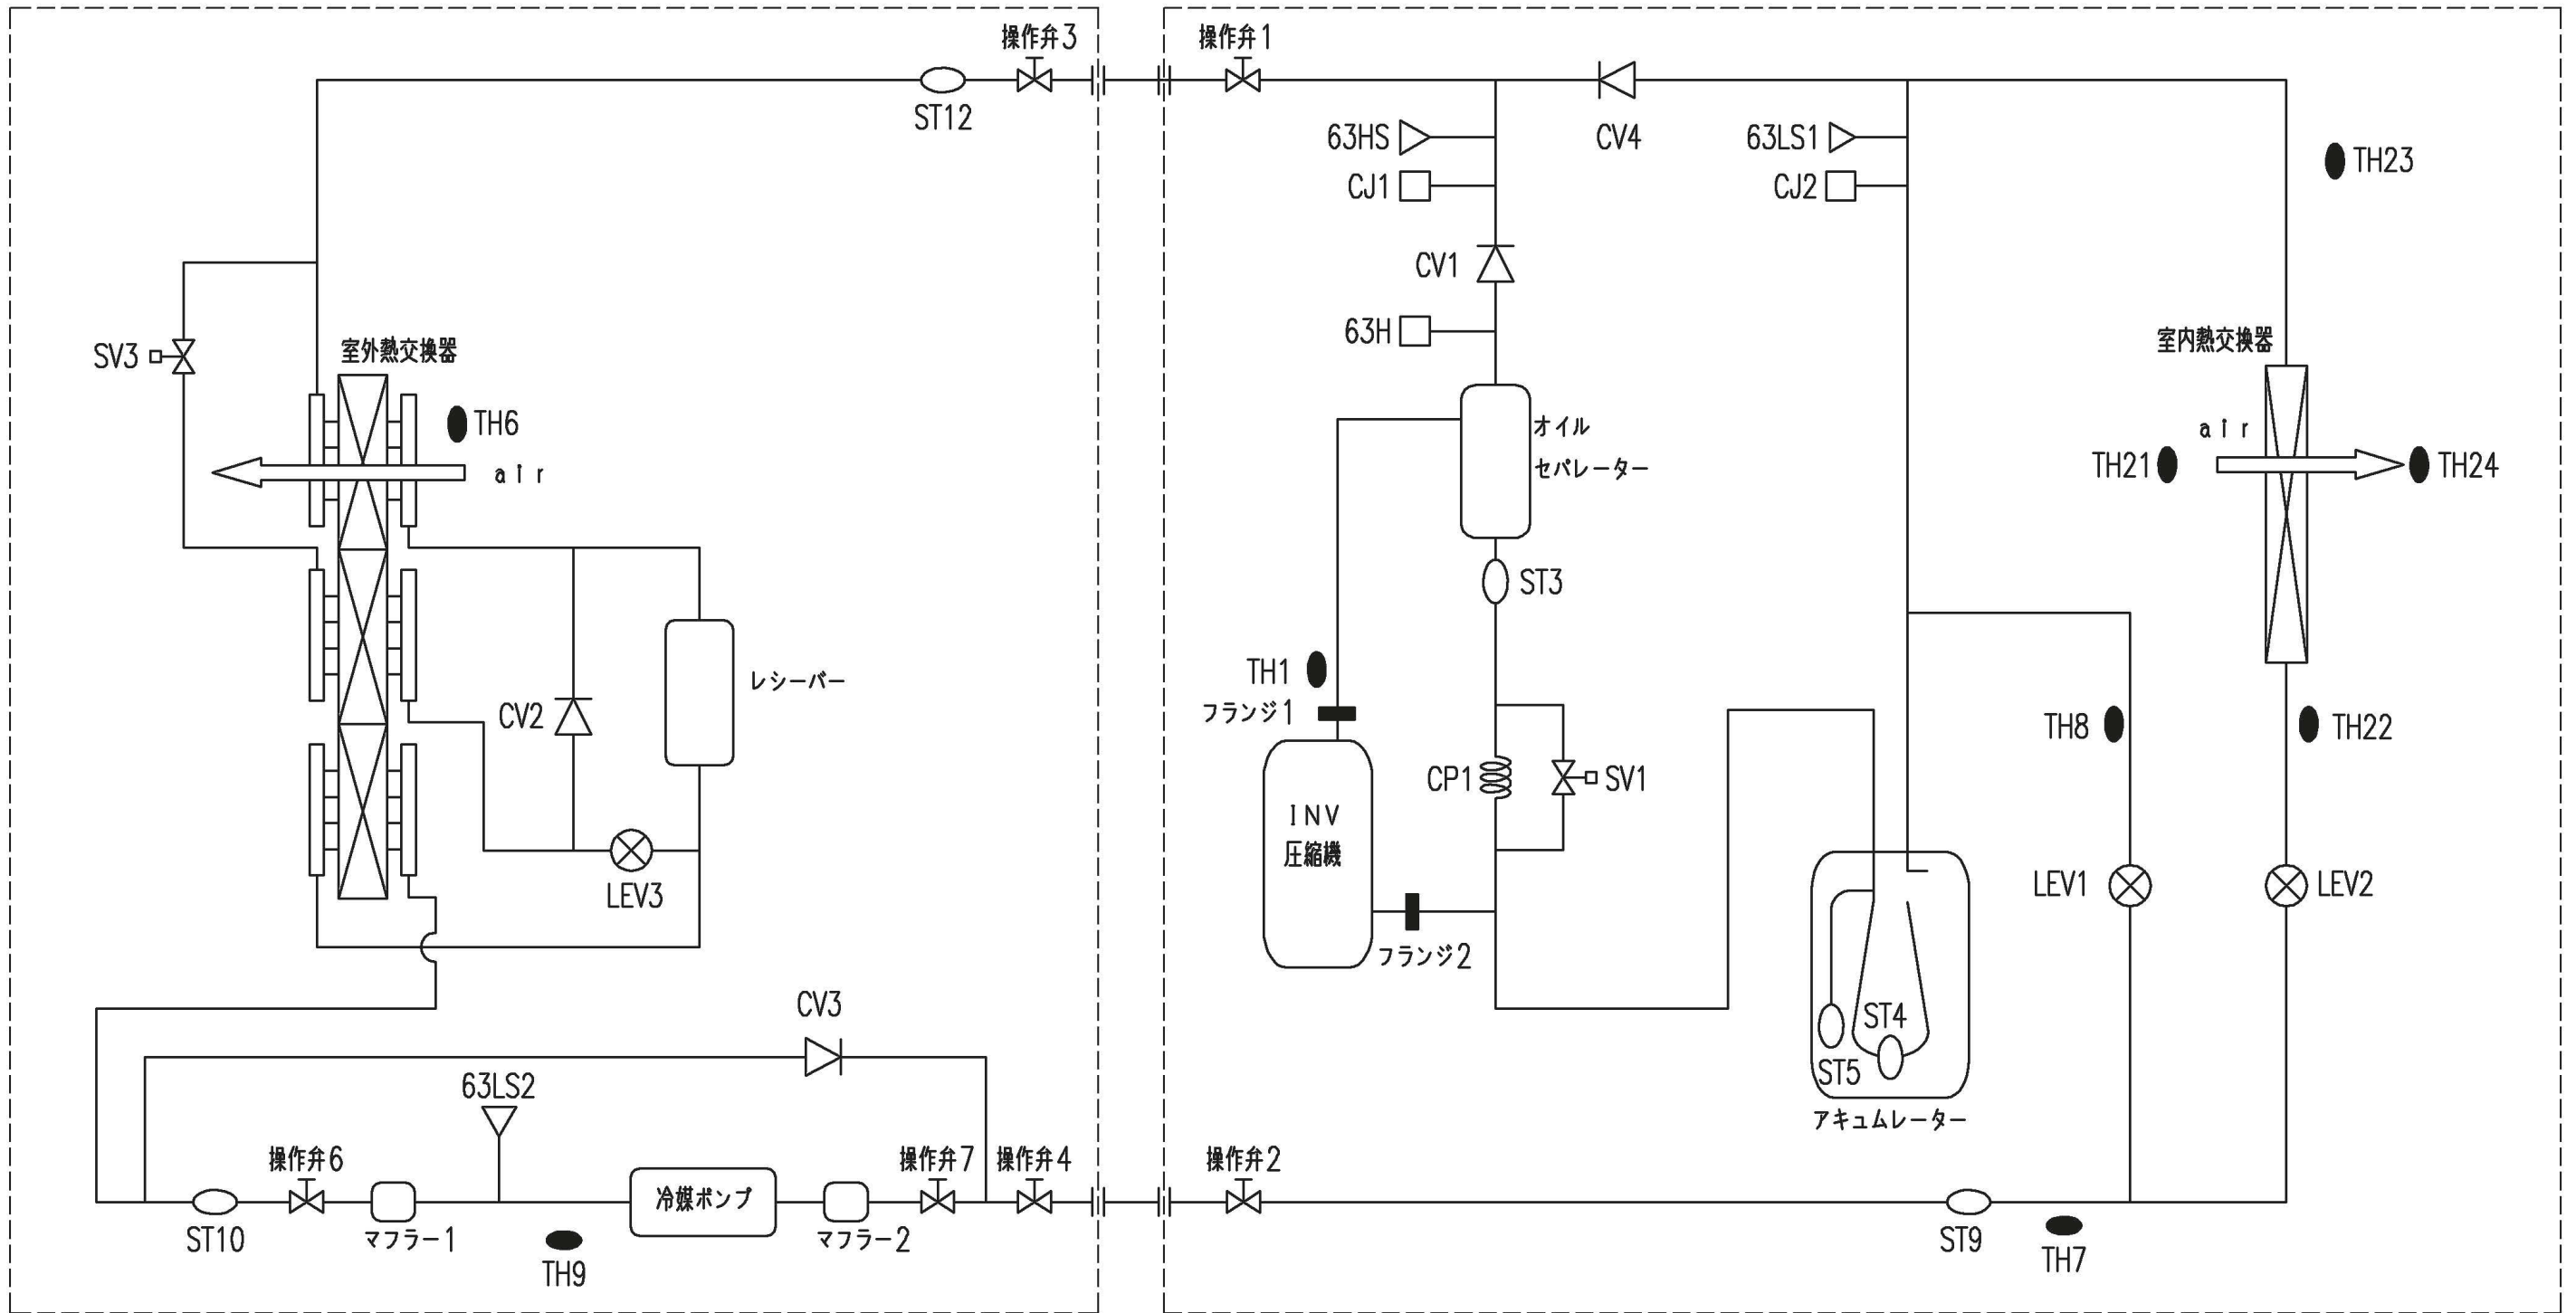 操作弁3
操作弁1
ST12
63HS
CJ1
CV4
63LS1
CJ2
TH23
CV1
63H
SV3
室外熱交換器
室内熱交換器
TH6
air
オイル
セパレーター
air
TH21
TH24
ST3
TH1
フランジ1
レシーバー
CV2
LEV3
CP1
SV1
INV
圧縮機
フランジ2
TH8
TH22
LEV1
LEV2
ST4
ST5
アキュムレーター
CV3
63LS2
操作弁6
操作弁7
操作弁4
操作弁2
冷媒ポンプ
ST10
マフラー1
マフラー2
TH9
ST9
TH7